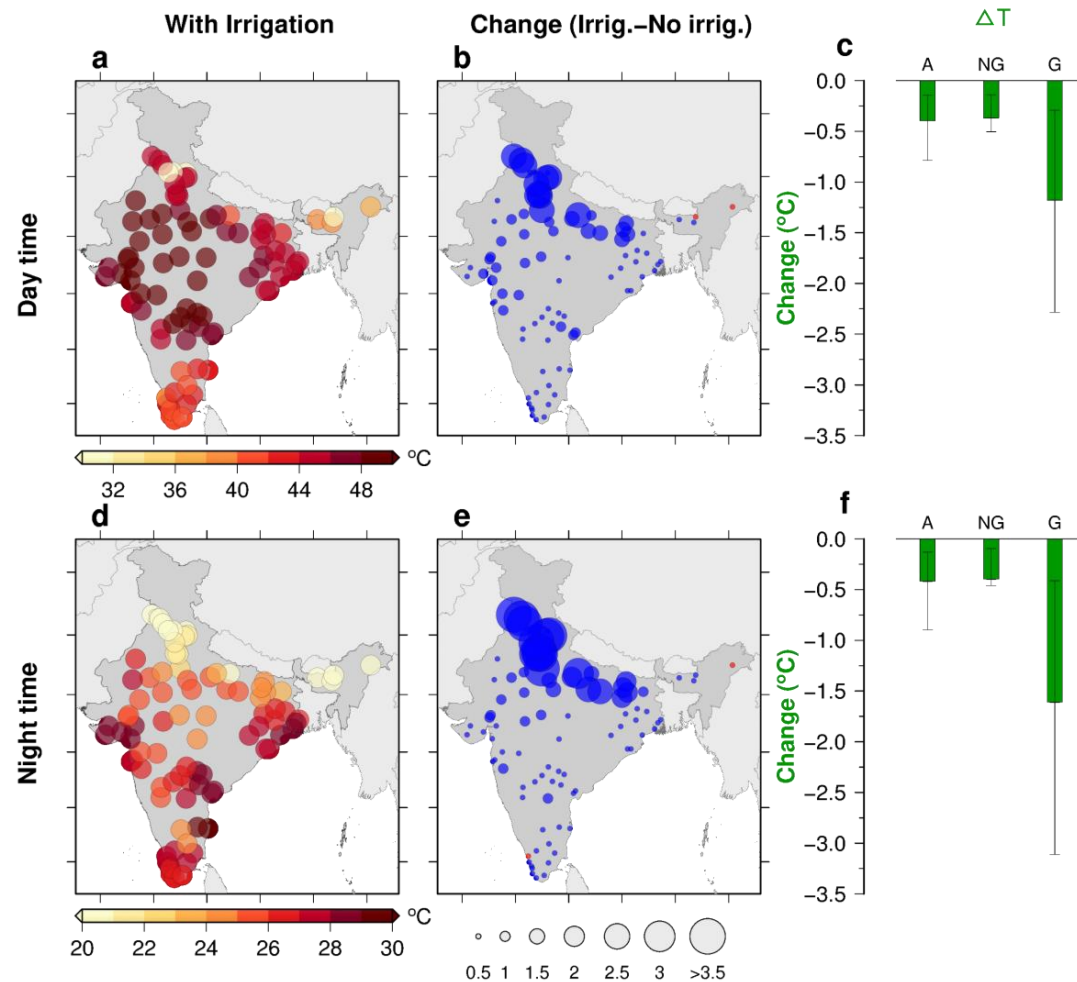 With Irrigation
Change (Irrig.−No irrig.)
△T
a
b
c
A NG G
Day time
Change (°C)
0.0
−0.5
−1.0
−1.5
−2.0
−2.5
−3.0
−3.5
32 36 40 44 48 °C
d
e
f
A NG G
Night time
Change (°C)
0.0
−0.5
−1.0
−1.5
−2.0
−2.5
−3.0
−3.5
20 22 24 26 28 30 °C
0.5 1 1.5 2 2.5 3 >3.5